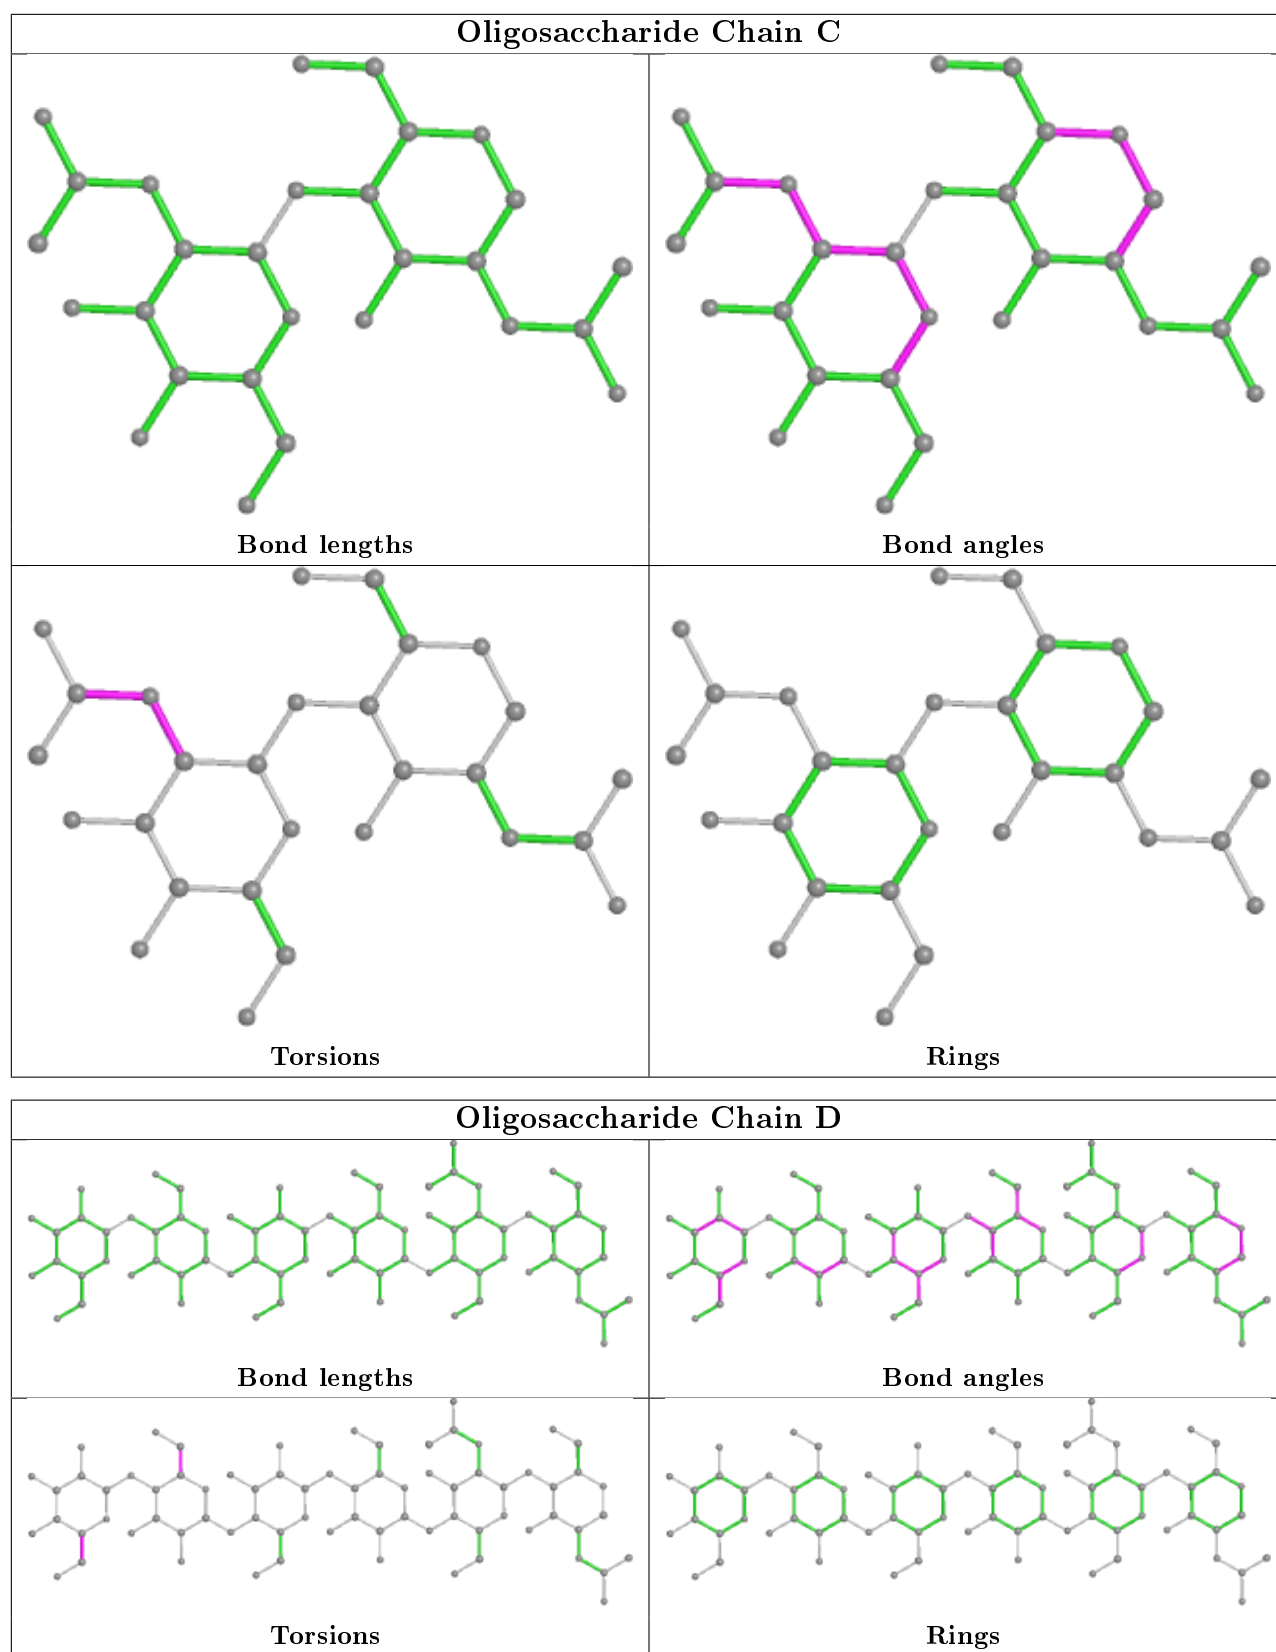 Oligosaccharide Chain C
Bond lengths
Bond angles
Torsions
Rings
Oligosaccharide Chain D
Bond lengths
Bond angles
Torsions
Rings